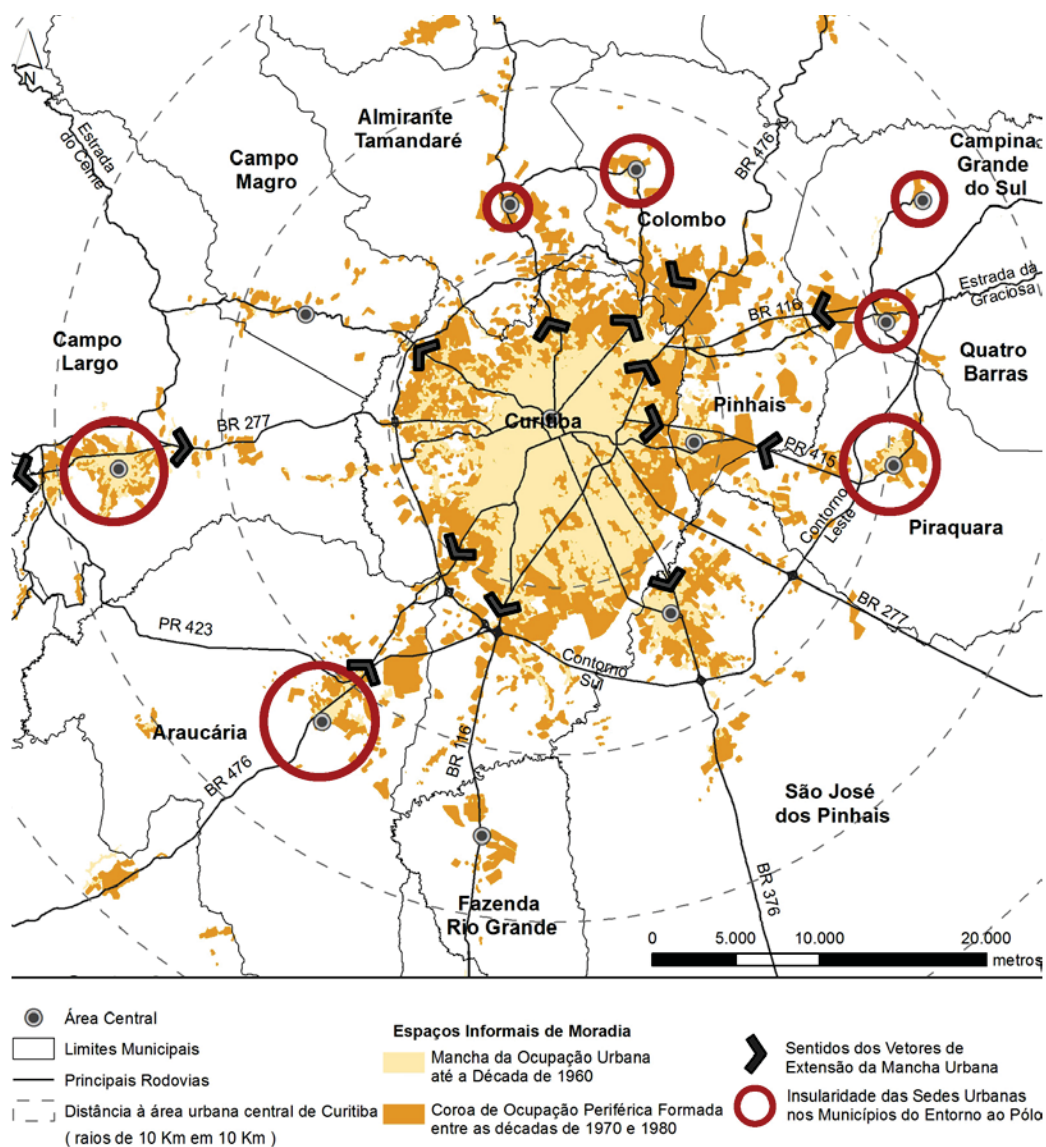 N
Estrada
do Cerne
Almirante
Tamandaré
Campo
Magro
BR 476
Campina
Grande
do Sul
Colombo
Estrada da
Graciosa
BR 116
Campo
Largo
Quatro
Barras
BR 277
Curitiba
Pinhais
PR 415
Contorno
Leste
Piraquara
BR 277
PR 423
Contorno
Sul
Araucária
BR 116
BR 476
São José
dos Pinhais
BR 376
Fazenda
Rio Grande
0 5.000 10.000 20.000
metros
Área Central
Limites Municipais
Principais Rodovias
Distância à área urbana central de Curitiba
( raios de 10 Km em 10 Km )
Espaços Informais de Moradia
Mancha da Ocupação Urbana
até a Década de 1960
Coroa de Ocupação Periférica Formada
entre as décadas de 1970 e 1980
Sentidos dos Vetores de
Extensão da Mancha Urbana
Insularidade das Sedes Urbanas
nos Municípios do Entorno ao Pólo